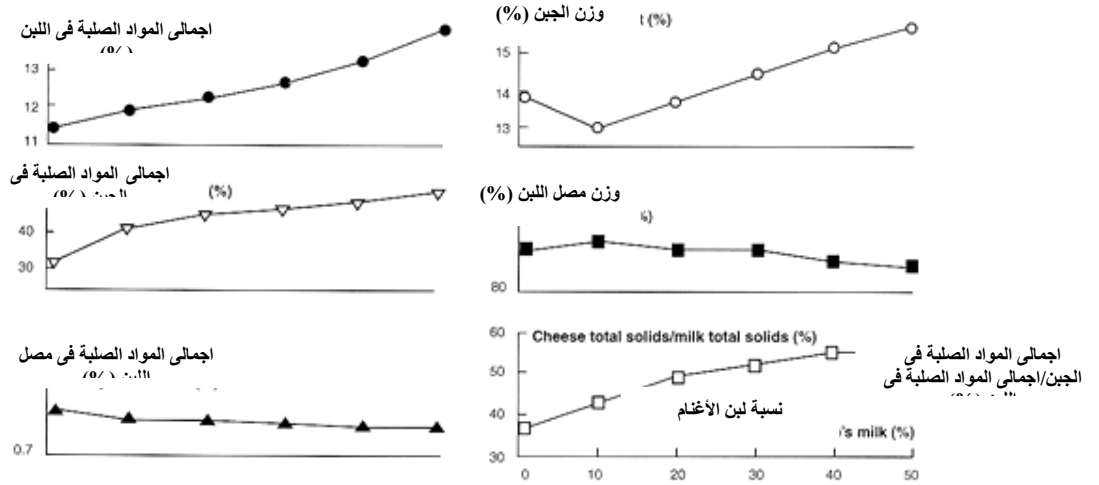 اجمالى المواد الصلبة فى اللبن
(%)
13
12
11
وزن الجبن (%)
t (%)
15
14
13
اجمالى المواد الصلبة فى
الجبن (%)
(%)
40
30
وزن مصل اللبن (%)
%)
80
اجمالى المواد الصلبة فى مصل
اللبن (%)
0.7
60
50
40
30
Cheese total solids/milk total solids (%)
اجمالى المواد الصلبة فى
الجبن/اجمالى المواد الصلبة فى
نسبة لبن الأغنام
's milk (%)
0 10 20 30 40 50